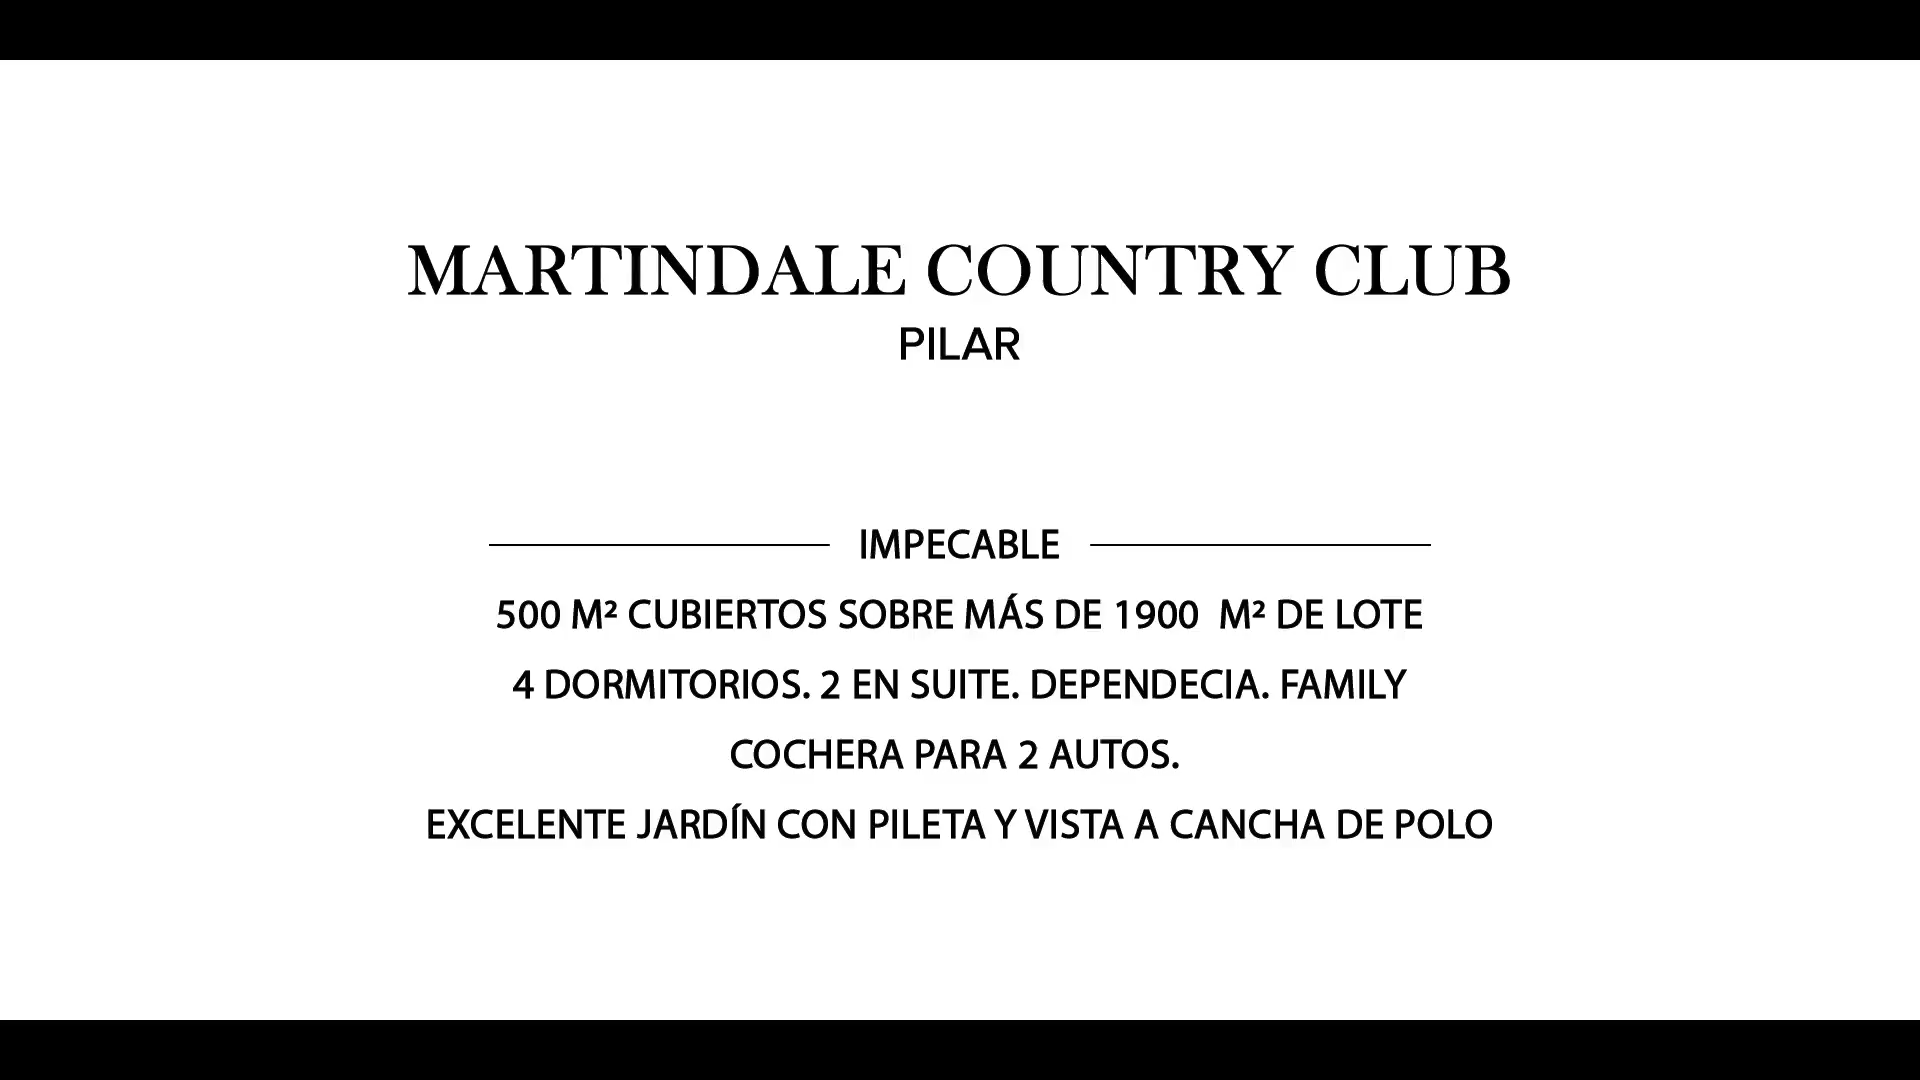 MARTINDALE COUNTRY CLUB
PILAR
IMPECABLE
500 M² CUBIERTOS SOBRE MÁS DE 1900 M² DE LOTE
4 DORMITORIOS. 2 EN SUITE. DEPENDECIA. FAMILY
COCHERA PARA 2 AUTOS.
EXCELENTE JARDÍN CON PILETA Y VISTA A CANCHA DE POLO